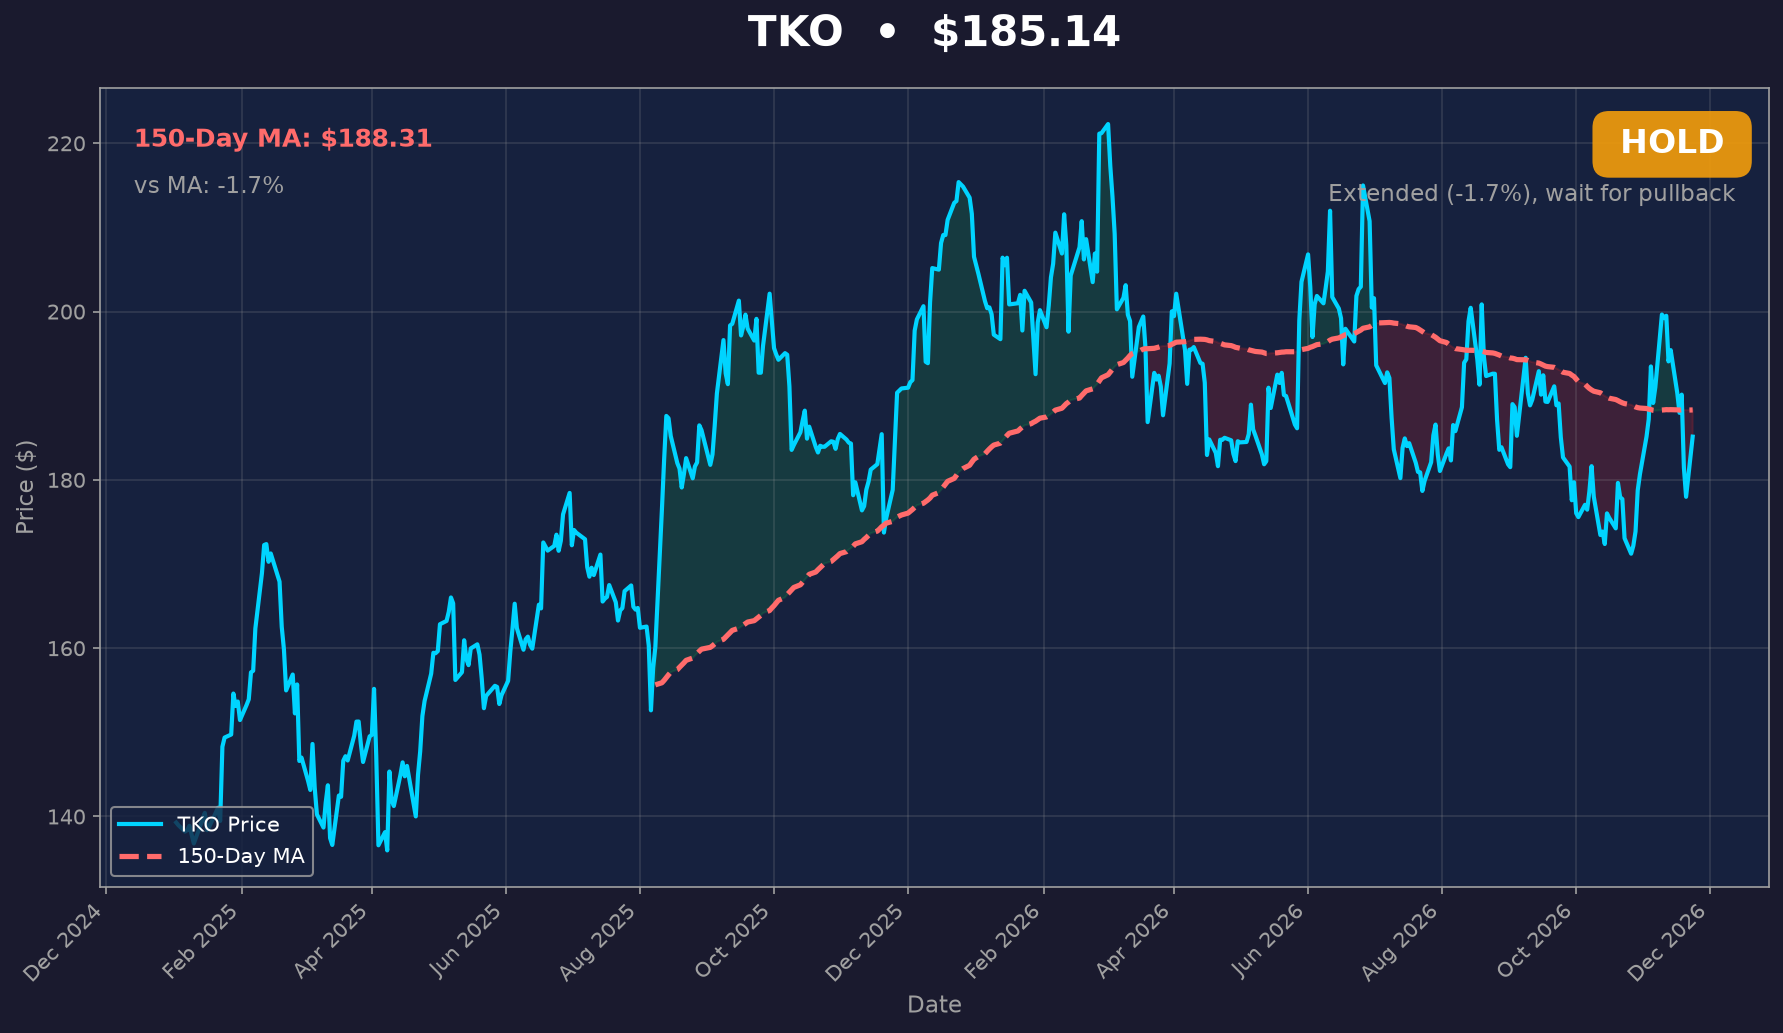 TKO • $185.14
150-Day MA: $188.31
vs MA: -1.7%
HOLD
Extended (-1.7%), wait for pullback
220
200
180
160
140
Price ($)
TKO Price
150-Day MA
Dec 2024
Feb 2025
Apr 2025
Jun 2025
Aug 2025
Oct 2025
Dec 2025
Feb 2026
Apr 2026
Jun 2026
Aug 2026
Oct 2026
Dec 2026
Date